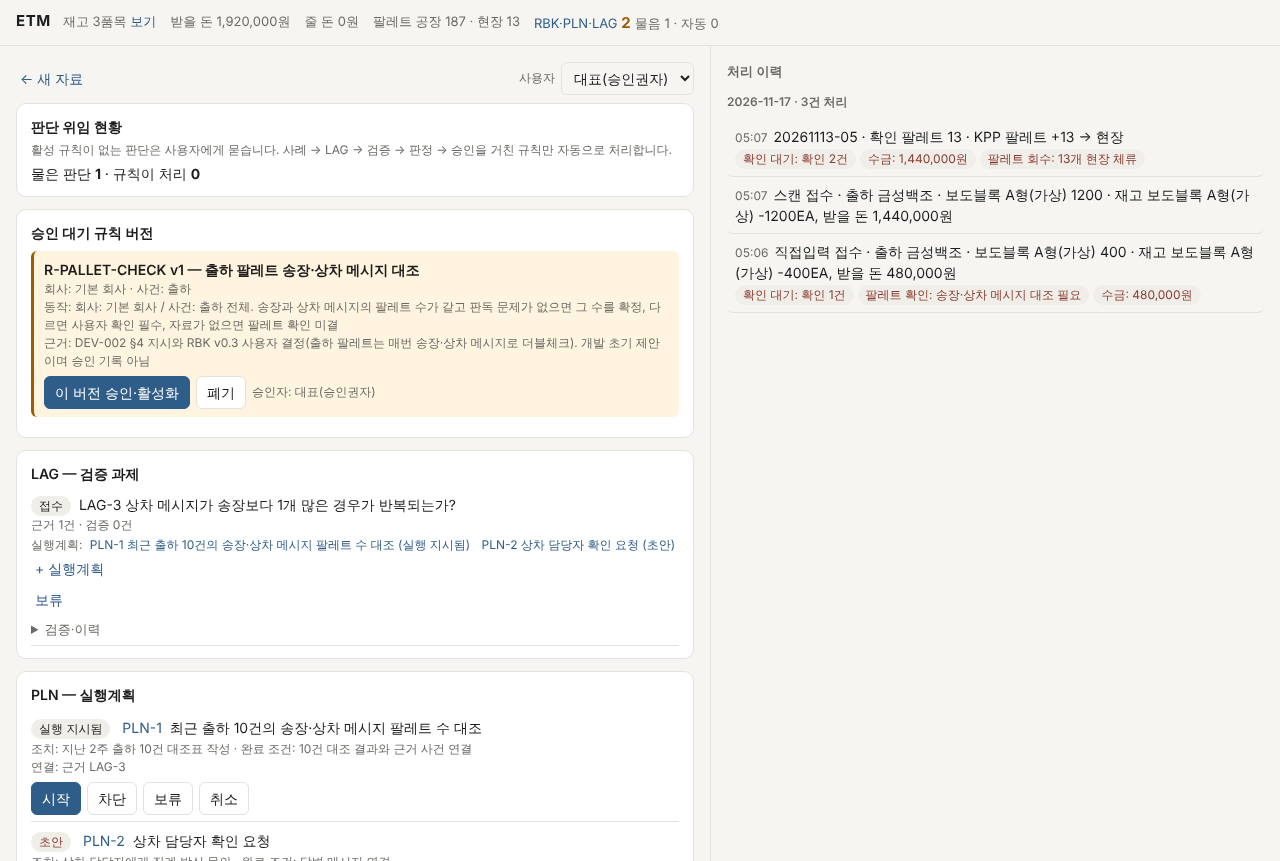 ETM 재고 3품목 보기 받을 돈 1,920,000원 줄 돈 0원 팔레트 공장 187 · 현장 13 RBK·PLN·LAG 2 물음 1 · 자동 0
← 새 자료 사용자 대표(승인권자)
판단 위임 현황
활성 규칙이 없는 판단은 사용자에게 묻습니다. 사례 → LAG → 검증 → 판정 → 승인을 거친 규칙만 자동으로 처리합니다.
물은 판단 1 · 규칙이 처리 0
승인 대기 규칙 버전
R-PALLET-CHECK v1 — 출하 팔레트 송장·상차 메시지 대조
회사: 기본 회사 · 사건: 출하
동작: 회사: 기본 회사 / 사건: 출하 전체. 송장과 상차 메시지의 팔레트 수가 같고 판독 문제가 없으면 그 수를 확정, 다
르면 사용자 확인 필수, 자료가 없으면 팔레트 확인 미결
근거: DEV-002 §4 지시와 RBK v0.3 사용자 결정(출하 팔레트는 매번 송장·상차 메시지로 더블체크). 개발 초기 제안
이며 승인 기록 아님
이 버전 승인·활성화 폐기 승인자: 대표(승인권자)
LAG — 검증 과제
접수 LAG-3 상차 메시지가 송장보다 1개 많은 경우가 반복되는가?
근거 1건 · 검증 0건
실행계획: PLN-1 최근 출하 10건의 송장·상차 메시지 팔레트 수 대조 (실행 지시됨) PLN-2 상차 담당자 확인 요청 (초안)
+ 실행계획
보류
▶ 검증·이력
PLN — 실행계획
실행 지시됨 PLN-1 최근 출하 10건의 송장·상차 메시지 팔레트 수 대조
조치: 지난 2주 출하 10건 대조표 작성 · 완료 조건: 10건 대조 결과와 근거 사건 연결
연결: 근거 LAG-3
시작 차단 보류 취소
초안 PLN-2 상차 담당자 확인 요청
처리 이력
2026-11-17 · 3건 처리
05:07 20261113-05 · 확인 팔레트 13 · KPP 팔레트 +13 → 현장
확인 대기: 확인 2건 수금: 1,440,000원 팔레트 회수: 13개 현장 체류
05:07 스캔 접수 · 출하 금성백조 · 보도블록 A형(가상) 1200 · 재고 보도블록 A형(가
상) -1200EA, 받을 돈 1,440,000원
05:06 직접입력 접수 · 출하 금성백조 · 보도블록 A형(가상) 400 · 재고 보도블록 A형
(가상) -400EA, 받을 돈 480,000원
확인 대기: 확인 1건 팔레트 확인: 송장·상차 메시지 대조 필요 수금: 480,000원